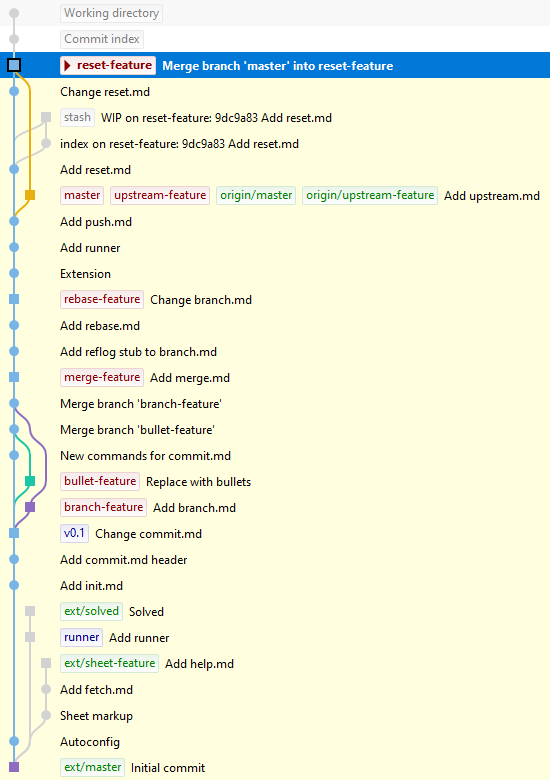 Working directory
Commit index
reset-feature Merge branch 'master' into reset-feature
Change reset.md
stash WIP on reset-feature: 9dc9a83 Add reset.md
index on reset-feature: 9dc9a83 Add reset.md
Add reset.md
master upstream-feature origin/master origin/upstream-feature Add upstream.md
Add push.md
Add runner
Extension
rebase-feature Change branch.md
Add rebase.md
Add reflog stub to branch.md
merge-feature Add merge.md
Merge branch 'branch-feature'
Merge branch 'bullet-feature'
New commands for commit.md
bullet-feature Replace with bullets
branch-feature Add branch.md
v0.1 Change commit.md
Add commit.md header
Add init.md
ext/solved Solved
runner Add runner
ext/sheet-feature Add help.md
Add fetch.md
Sheet markup
Autoconfig
ext/master Initial commit